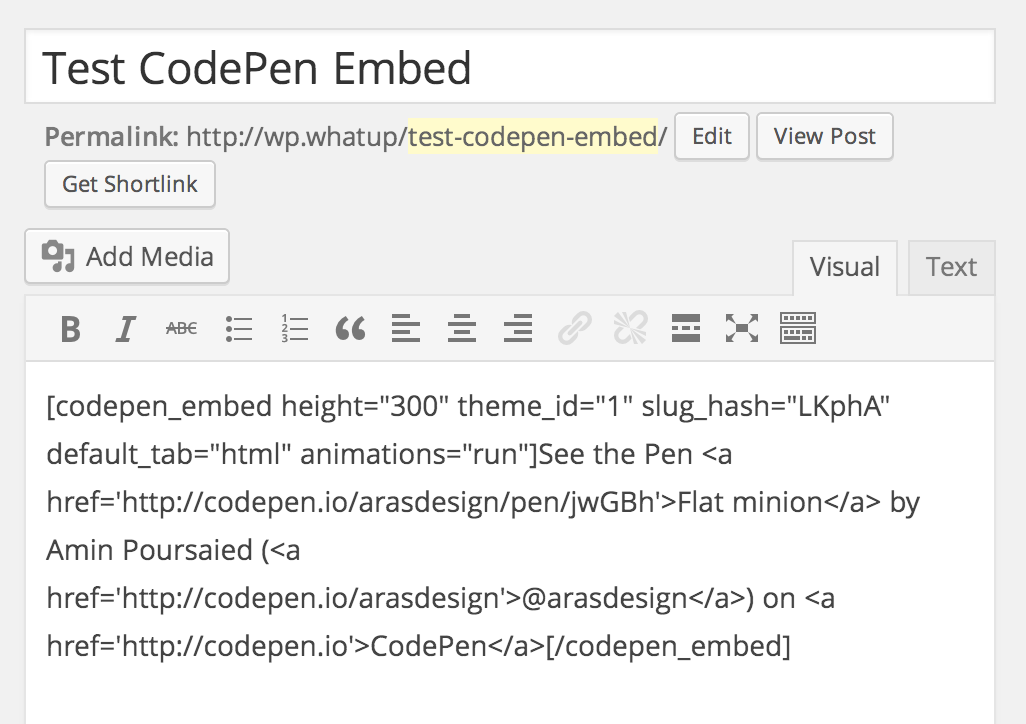 Test CodePen Embed
Permalink: http://wp.whatup/test-codepen-embed/ Edit View Post
Get Shortlink
Add Media
Visual Text
B I ABC 1 2 3
[codepen_embed height="300" theme_id="1" slug_hash="LKphA"
default_tab="html" animations="run"]See the Pen <a
href='http://codepen.io/arasdesign/pen/jwGBh'>Flat minion</a> by
Amin Poursaied (<a
href='http://codepen.io/arasdesign'>@arasdesign</a>) on <a
href='http://codepen.io'>CodePen</a>[/codepen_embed]